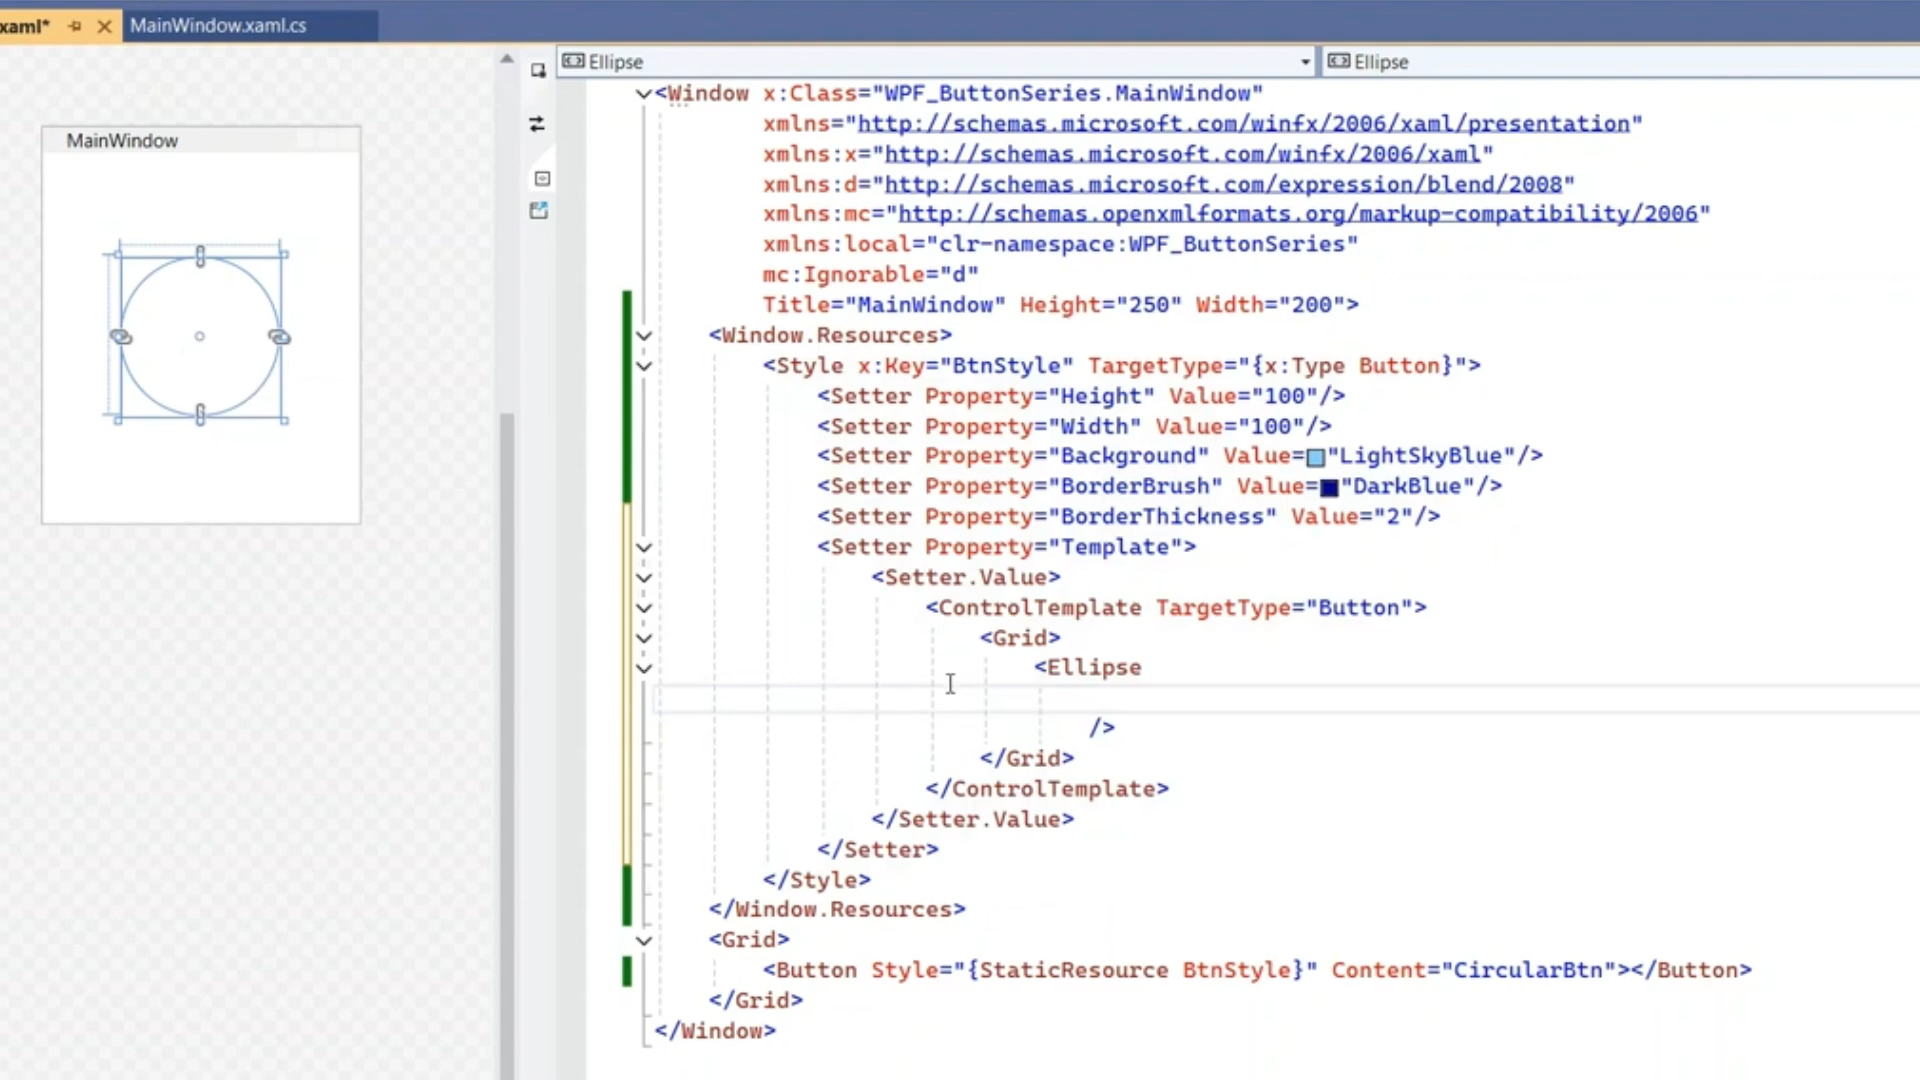 xaml* MainWindow.xaml.cs
Ellipse Ellipse
MainWindow
<Window x:Class="WPF_ButtonSeries.MainWindow"
xmlns="http://schemas.microsoft.com/winfx/2006/xaml/presentation"
xmlns:x="http://schemas.microsoft.com/winfx/2006/xaml"
xmlns:d="http://schemas.microsoft.com/expression/blend/2008"
xmlns:mc="http://schemas.openxmlformats.org/markup-compatibility/2006"
xmlns:local="clr-namespace:WPF_ButtonSeries"
mc:Ignorable="d"
Title="MainWindow" Height="250" Width="200">
<Window.Resources>
<Style x:Key="BtnStyle" TargetType="{x:Type Button}">
<Setter Property="Height" Value="100"/>
<Setter Property="Width" Value="100"/>
<Setter Property="Background" Value="LightSkyBlue"/>
<Setter Property="BorderBrush" Value="DarkBlue"/>
<Setter Property="BorderThickness" Value="2"/>
<Setter Property="Template">
<Setter.Value>
<ControlTemplate TargetType="Button">
<Grid>
<Ellipse
/>
</Grid>
</ControlTemplate>
</Setter.Value>
</Setter>
</Style>
</Window.Resources>
<Grid>
<Button Style="{StaticResource BtnStyle}" Content="CircularBtn"></Button>
</Grid>
</Window>